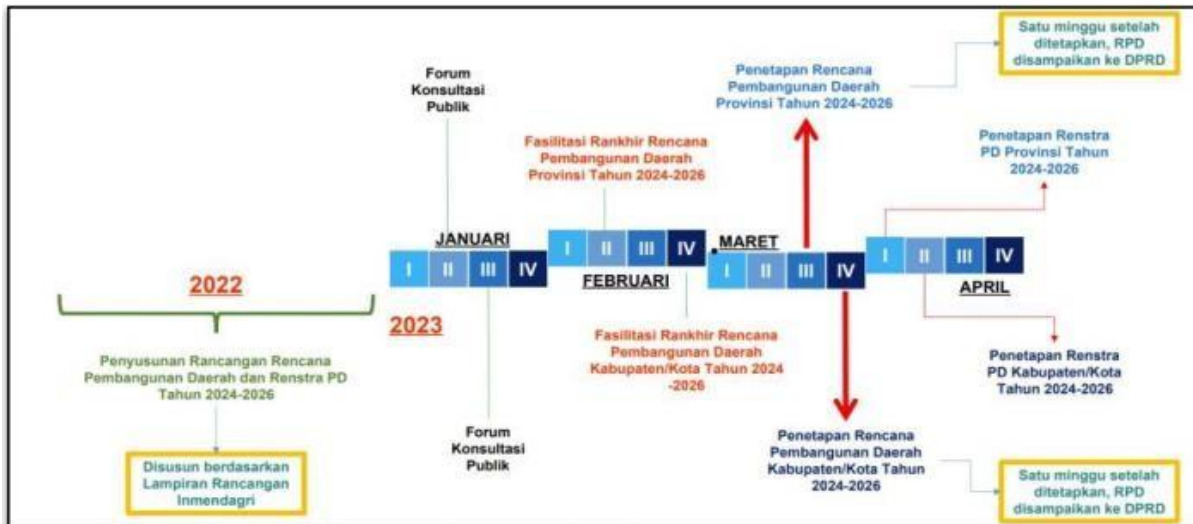 Satu minggu setelah
ditetapkan, RPD
disampaikan ke DPRD
Forum
Konsultasi
Publik
Penetapan Rencana
Pembangunan Daerah
Provinsi Tahun 2024-2026
Fasilitasi Rankhir Rencana
Pembangunan Daerah
Provinsi Tahun 2024-2026
Penetapan Renstra
PD Provinsi Tahun
2024-2026
JANUARI
I II III IV
I II III IV
FEBRUARI
MARET
I II III IV
I II III IV
APRIL
2022
2023
Penyusunan Rancangan Rencana
Pembangunan Daerah dan Renstra PD
Tahun 2024-2026
Disusun berdasarkan
Lampiran Rancangan
Inmendagri
Forum
Konsultasi
Publik
Fasilitasi Rankhir Rencana
Pembangunan Daerah
Kabupaten/Kota Tahun 2024
-2026
Penetapan Rencana
Pembangunan Daerah
Kabupaten/Kota Tahun
2024-2026
Penetapan Renstra
PD Kabupaten/Kota
Tahun 2024-2026
Satu minggu setelah
ditetapkan, RPD
disampaikan ke DPRD